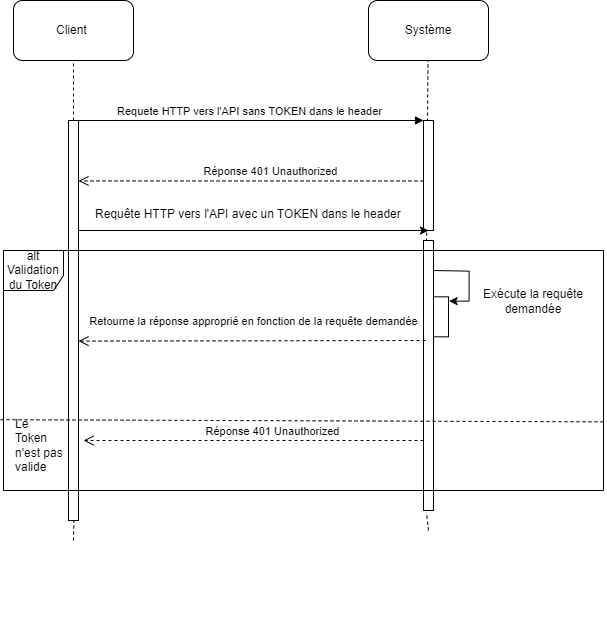 Client
Système
Requete HTTP vers l'API sans TOKEN dans le header
Réponse 401 Unauthorized
Requête HTTP vers l'API avec un TOKEN dans le header
alt
Validation
du Token
Exécute la requête
demandée
Retourne la réponse approprié en fonction de la requête demandée
Réponse 401 Unauthorized
Le
Token
n'est pas
valide